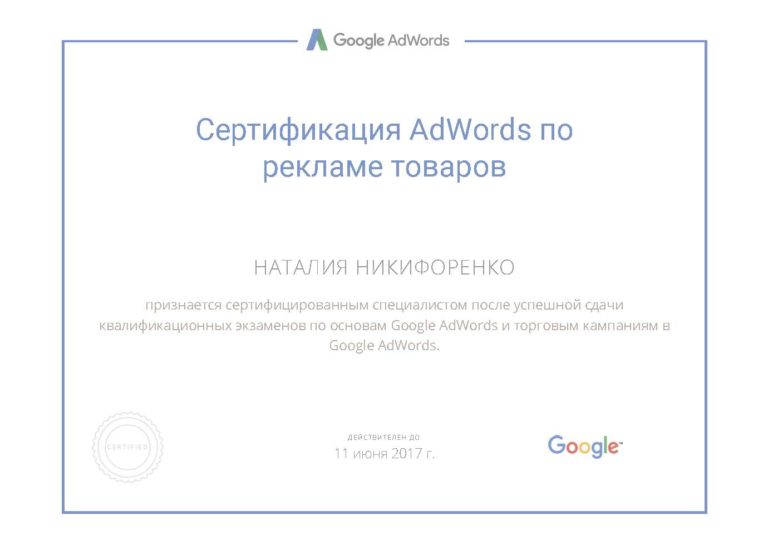 Google AdWords
Сертификация AdWords по
рекламе товаров
НАТАЛИЯ НИКИФОРЕНКО
признается сертифицированным специалистом после успешной сдачи
квалификационных экзаменов по основам Google AdWords и торговым кампаниям в
Google AdWords.
CERTIFIED
ДЕЙСТВИТЕЛЕН ДО
11 июня 2017 г.
Google™